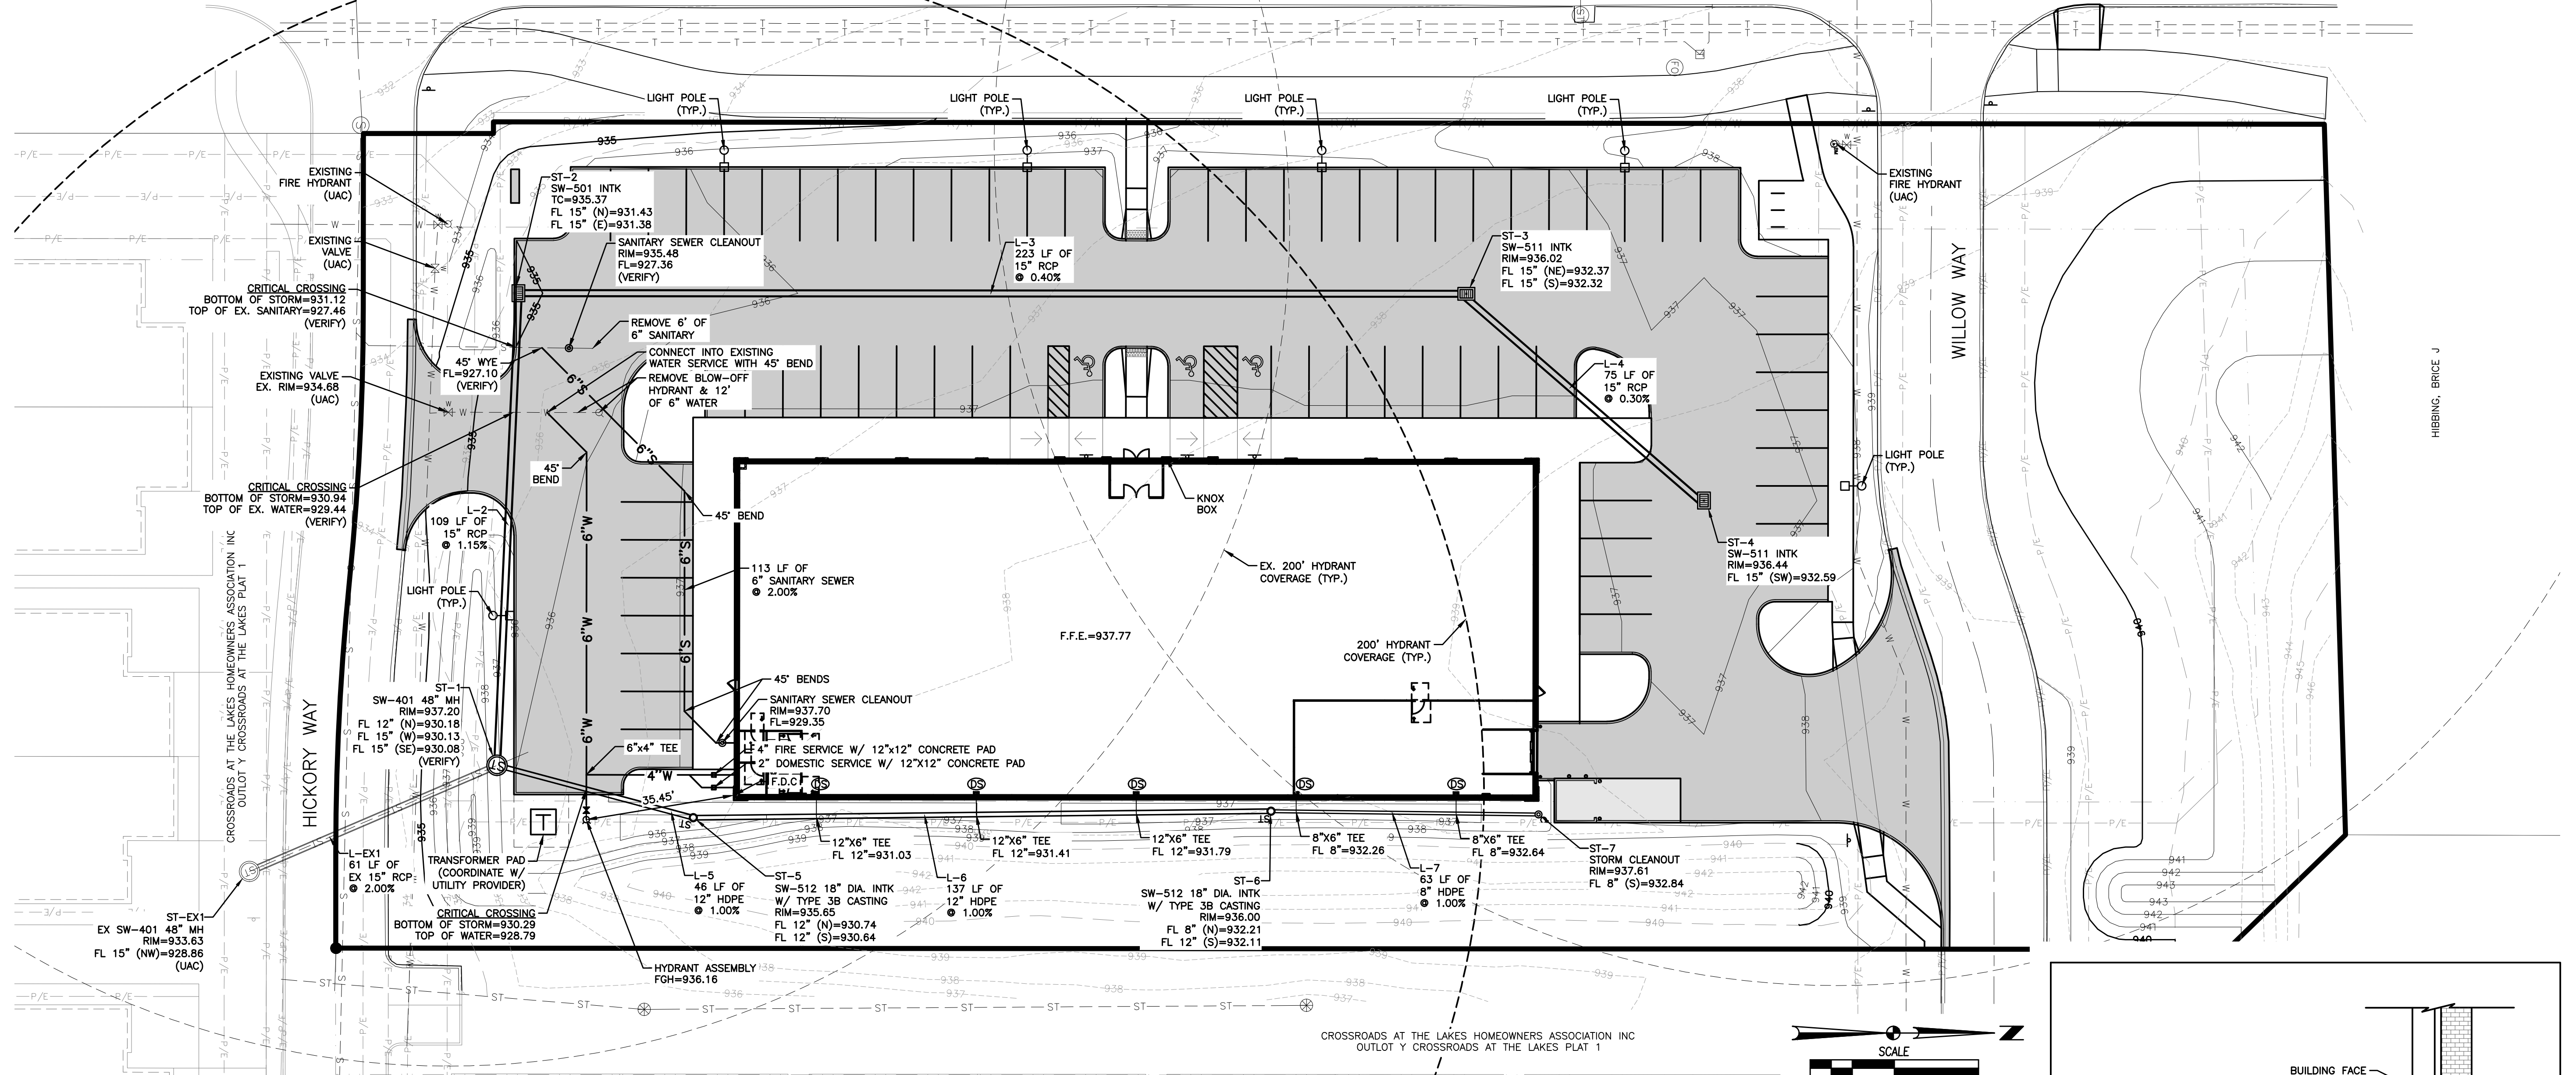 LIGHT POLE
(TYP.)
LIGHT POLE
(TYP.)
LIGHT POLE
(TYP.)
LIGHT POLE
(TYP.)
EXISTING
FIRE HYDRANT
(UAC)
EXISTING
VALVE
(UAC)
CRITICAL CROSSING
BOTTOM OF STORM=931.12
TOP OF EX. SANITARY=927.46
(VERIFY)
EXISTING VALVE
EX. RIM=934.68
(UAC)
CRITICAL CROSSING
BOTTOM OF STORM=930.94
TOP OF EX. WATER=929.44
(VERIFY)
ST-2
SW-501 INTK
TC=935.37
FL 15" (N)=931.43
FL 15" (E)=931.38
SANITARY SEWER CLEANOUT
RIM=935.48
FL=927.36
(VERIFY)
REMOVE 6' OF
6" SANITARY
CONNECT INTO EXISTING
WATER SERVICE WITH 45° BEND
REMOVE BLOW-OFF
HYDRANT & 12'
OF 6" WATER
45° WYE
FL=927.10
(VERIFY)
45°
BEND
45° BEND
L-3
223 LF OF
15" RCP
@ 0.40%
ST-3
SW-511 INTK
RIM=936.02
FL 15" (NE)=932.37
FL 15" (S)=932.32
L-4
75 LF OF
15" RCP
@ 0.30%
EXISTING
FIRE HYDRANT
(UAC)
WILLOW WAY
HIBBING, BRICE J
LIGHT POLE
(TYP.)
KNOX
BOX
ST-4
SW-511 INTK
RIM=936.44
FL 15" (SW)=932.59
L-2
109 LF OF
15" RCP
@ 1.15%
LIGHT POLE
(TYP.)
113 LF OF
6" SANITARY SEWER
@ 2.00%
EX. 200' HYDRANT
COVERAGE (TYP.)
200' HYDRANT
COVERAGE (TYP.)
F.F.E.=937.77
6"S
6"S
6"S
6"S
6"W
6"W
6"W
CROSSROADS AT THE LAKES HOMEOWNERS ASSOCIATION INC
OUTLOT Y CROSSROADS AT THE LAKES PLAT 1
HICKORY WAY
ST-1
SW-401 48" MH
RIM=937.20
FL 12" (N)=930.18
FL 15" (W)=930.13
FL 15" (SE)=930.08
(VERIFY)
45° BENDS
SANITARY SEWER CLEANOUT
RIM=937.70
FL=929.35
6"x4" TEE
4" FIRE SERVICE W/ 12"x12" CONCRETE PAD
2" DOMESTIC SERVICE W/ 12"X12" CONCRETE PAD
4"W
F.D.C
35.45'
DS
DS
DS
DS
DS
ST
ST
ST
T
L-EX1
61 LF OF
EX 15" RCP
@ 2.00%
TRANSFORMER PAD
(COORDINATE W/
UTILITY PROVIDER)
CRITICAL CROSSING
BOTTOM OF STORM=930.29
TOP OF WATER=928.79
ST-EX1
EX SW-401 48" MH
RIM=933.63
FL 15" (NW)=928.86
(UAC)
HYDRANT ASSEMBLY
FGH=936.16
L-5
46 LF OF
12" HDPE
@ 1.00%
ST-5
SW-512 18" DIA. INTK
W/ TYPE 3B CASTING
RIM=935.65
FL 12" (N)=930.74
FL 12" (S)=930.64
12"X6" TEE
FL 12"=931.03
L-6
137 LF OF
12" HDPE
@ 1.00%
12"X6" TEE
FL 12"=931.41
12"X6" TEE
FL 12"=931.79
ST-6
SW-512 18" DIA. INTK
W/ TYPE 3B CASTING
RIM=936.00
FL 8" (N)=932.21
FL 12" (S)=932.11
8"X6" TEE
FL 8"=932.26
L-7
63 LF OF
8" HDPE
@ 1.00%
8"X6" TEE
FL 8"=932.64
ST-7
STORM CLEANOUT
RIM=937.61
FL 8" (S)=932.84
CROSSROADS AT THE LAKES HOMEOWNERS ASSOCIATION INC
OUTLOT Y CROSSROADS AT THE LAKES PLAT 1
N
SCALE
BUILDING FACE